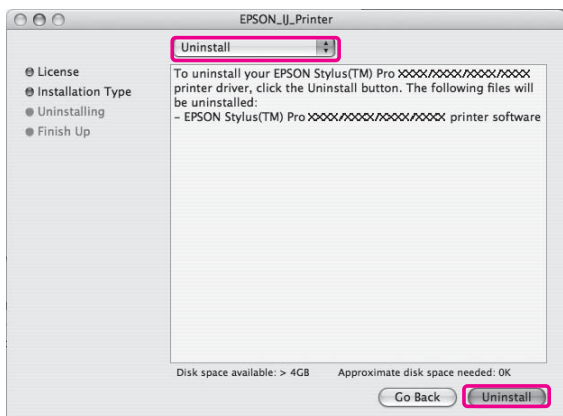 EPSON_IJ_Printer
Uninstall
License
Installation Type
Uninstalling
Finish Up
To uninstall your EPSON Stylus(TM) Pro XXXX/XXXX/XXXX/XXXX
printer driver, click the Uninstall button. The following files will
be uninstalled:
– EPSON Stylus(TM) Pro XXXX/XXXX/XXXX/XXXX printer software
Disk space available: > 4GB Approximate disk space needed: 0K
Go Back Uninstall